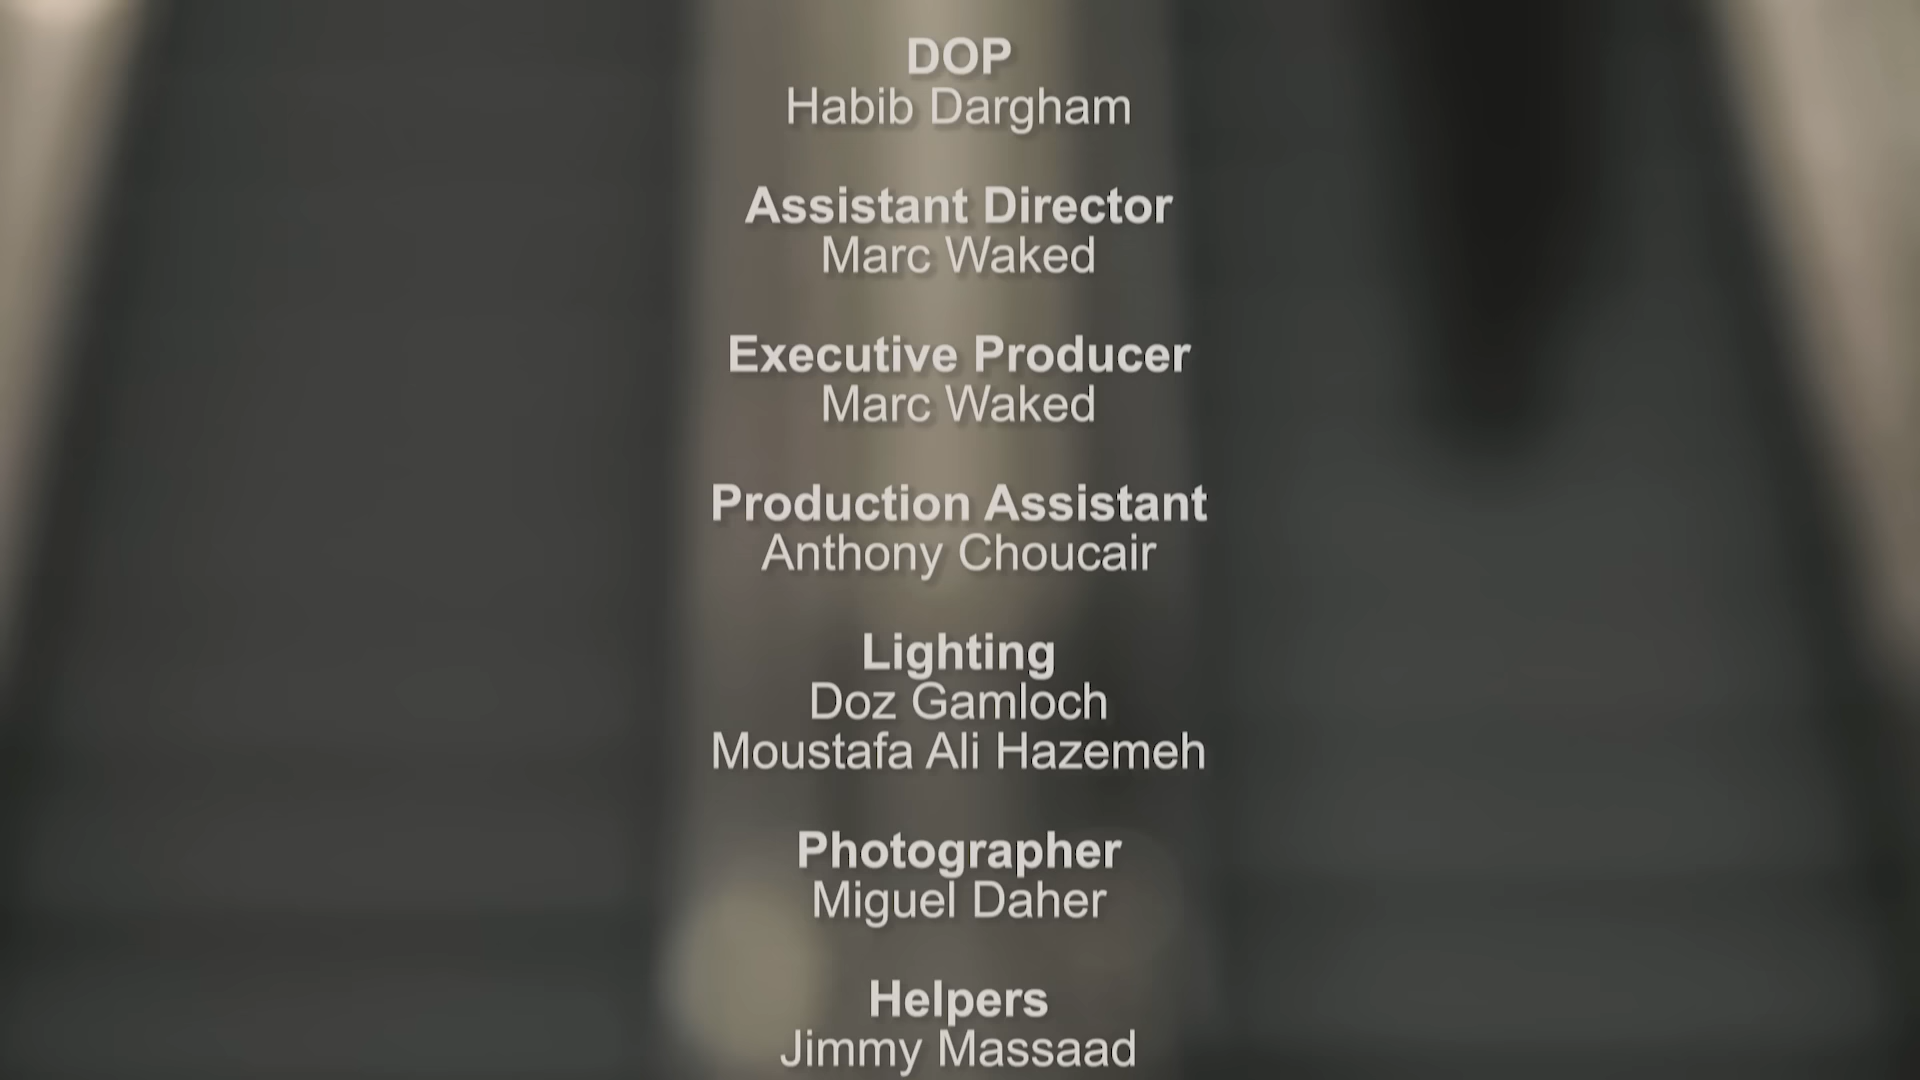 DOP
Habib Dargham
Assistant Director
Marc Waked
Executive Producer
Marc Waked
Production Assistant
Anthony Choucair
Lighting
Doz Gamloch
Moustafa Ali Hazemeh
Photographer
Miguel Daher
Helpers
Jimmy Massaad